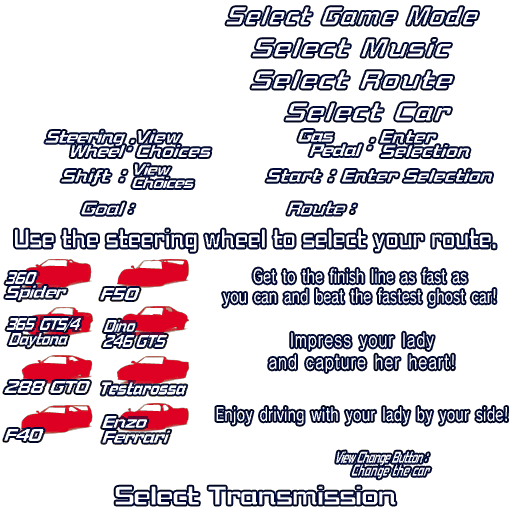 Select Game Mode
Select Music
Select Route
Select Car
Steering Wheel : View Choices
Gas Pedal : Enter Selection
Shift : View Choices
Start : Enter Selection
Goal :
Route :
Use the steering wheel to select your route.
360 Spider
F50
Get to the finish line as fast as
you can and beat the fastest ghost car!
365 GTS/4 Daytona
Dino 246 GTS
Impress your lady
and capture her heart!
288 GTO
Testarossa
F40
Enzo Ferrari
Enjoy driving with your lady by your side!
View Change Button :
Change the car
Select Transmission